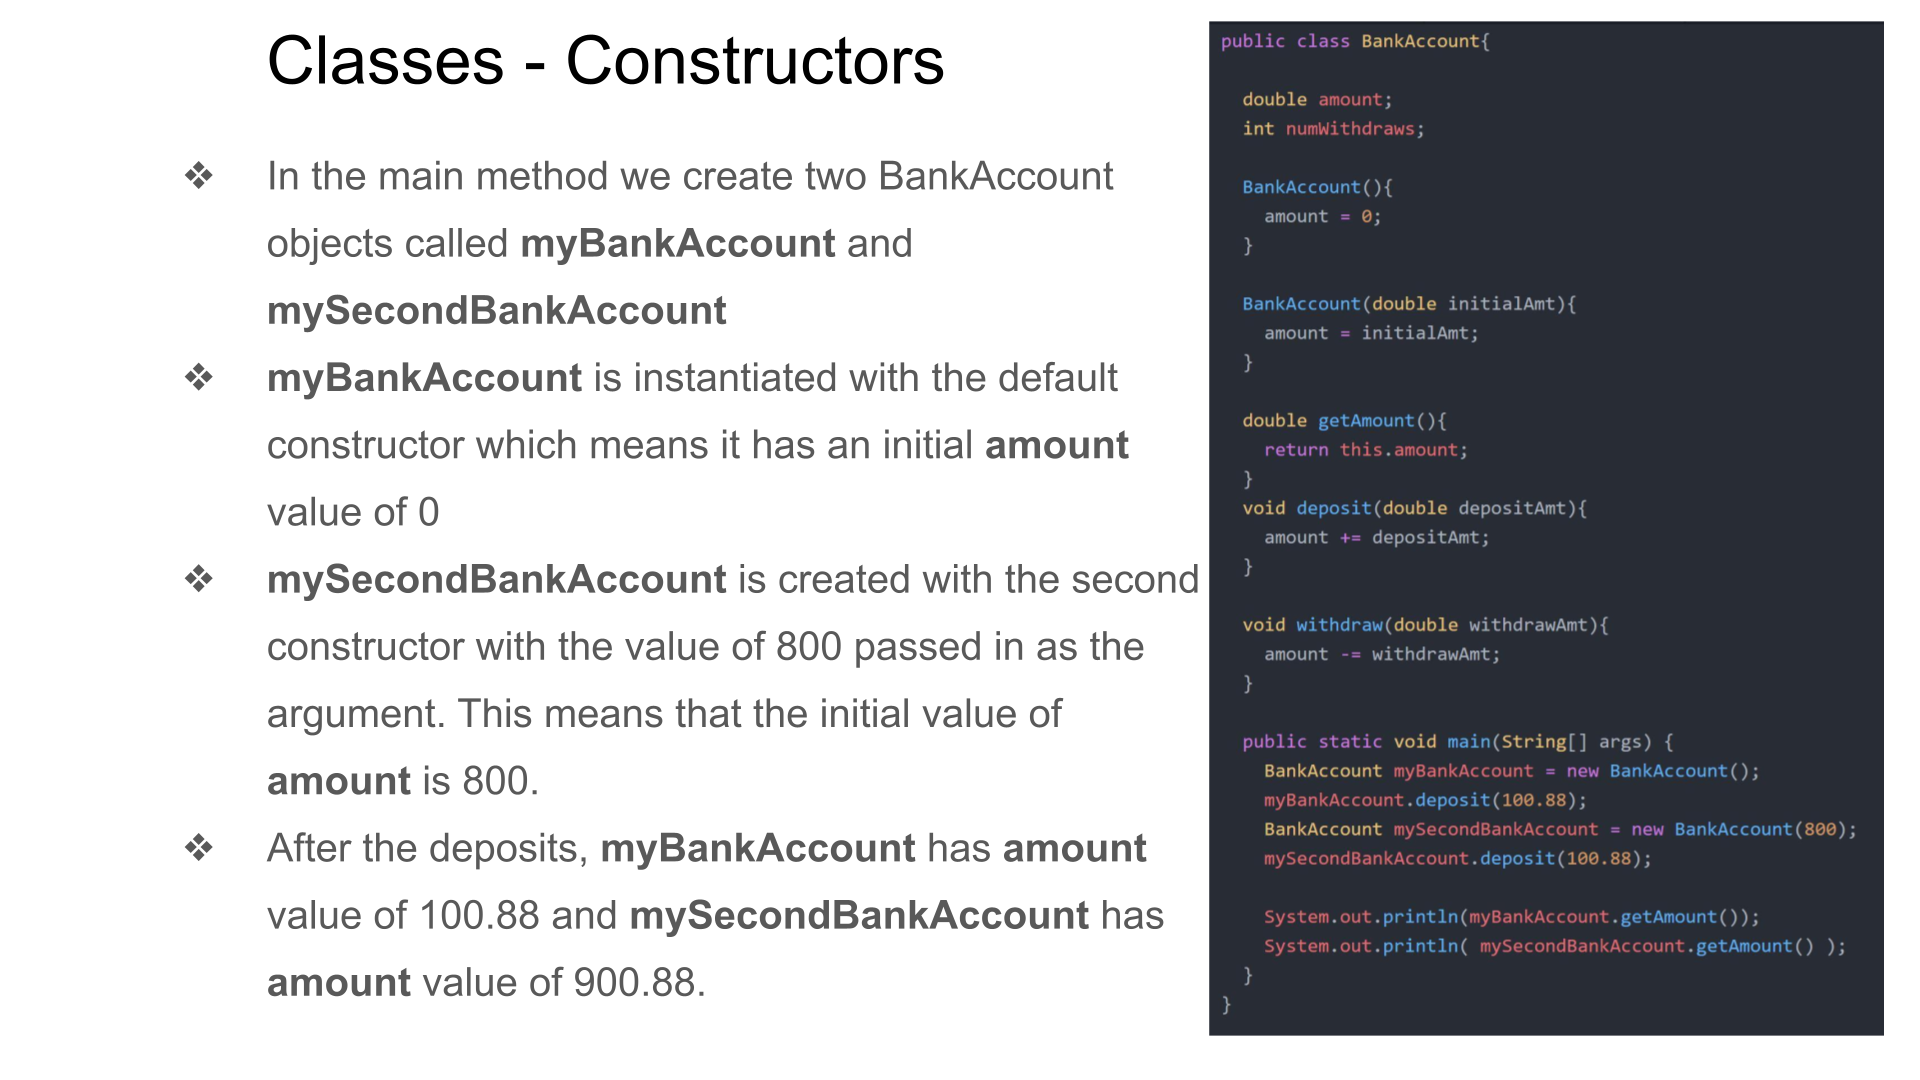 Classes - Constructors
❖ In the main method we create two BankAccount
objects called myBankAccount and
mySecondBankAccount
❖ myBankAccount is instantiated with the default
constructor which means it has an initial amount
value of 0
❖ mySecondBankAccount is created with the second
constructor with the value of 800 passed in as the
argument. This means that the initial value of
amount is 800.
❖ After the deposits, myBankAccount has amount
value of 100.88 and mySecondBankAccount has
amount value of 900.88.
public class BankAccount{
double amount;
int numWithdraws;
BankAccount(){
amount = 0;
}
BankAccount(double initialAmt){
amount = initialAmt;
}
double getAmount(){
return this.amount;
}
void deposit(double depositAmt){
amount += depositAmt;
}
void withdraw(double withdrawAmt){
amount -= withdrawAmt;
}
public static void main(String[] args) {
BankAccount myBankAccount = new BankAccount();
myBankAccount.deposit(100.88);
BankAccount mySecondBankAccount = new BankAccount(800);
mySecondBankAccount.deposit(100.88);
System.out.println(myBankAccount.getAmount());
System.out.println( mySecondBankAccount.getAmount() );
}
}